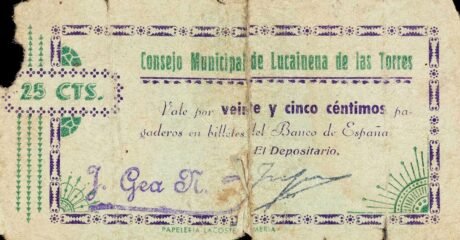 Consejo Municipal de Lucainena de las Torres
25 CTS.
Vale por veinte y cinco céntimos pa-
gaderos en billetes del Banco de España
El Depositario,
J. Gea
PAPELERIA LACOSTE